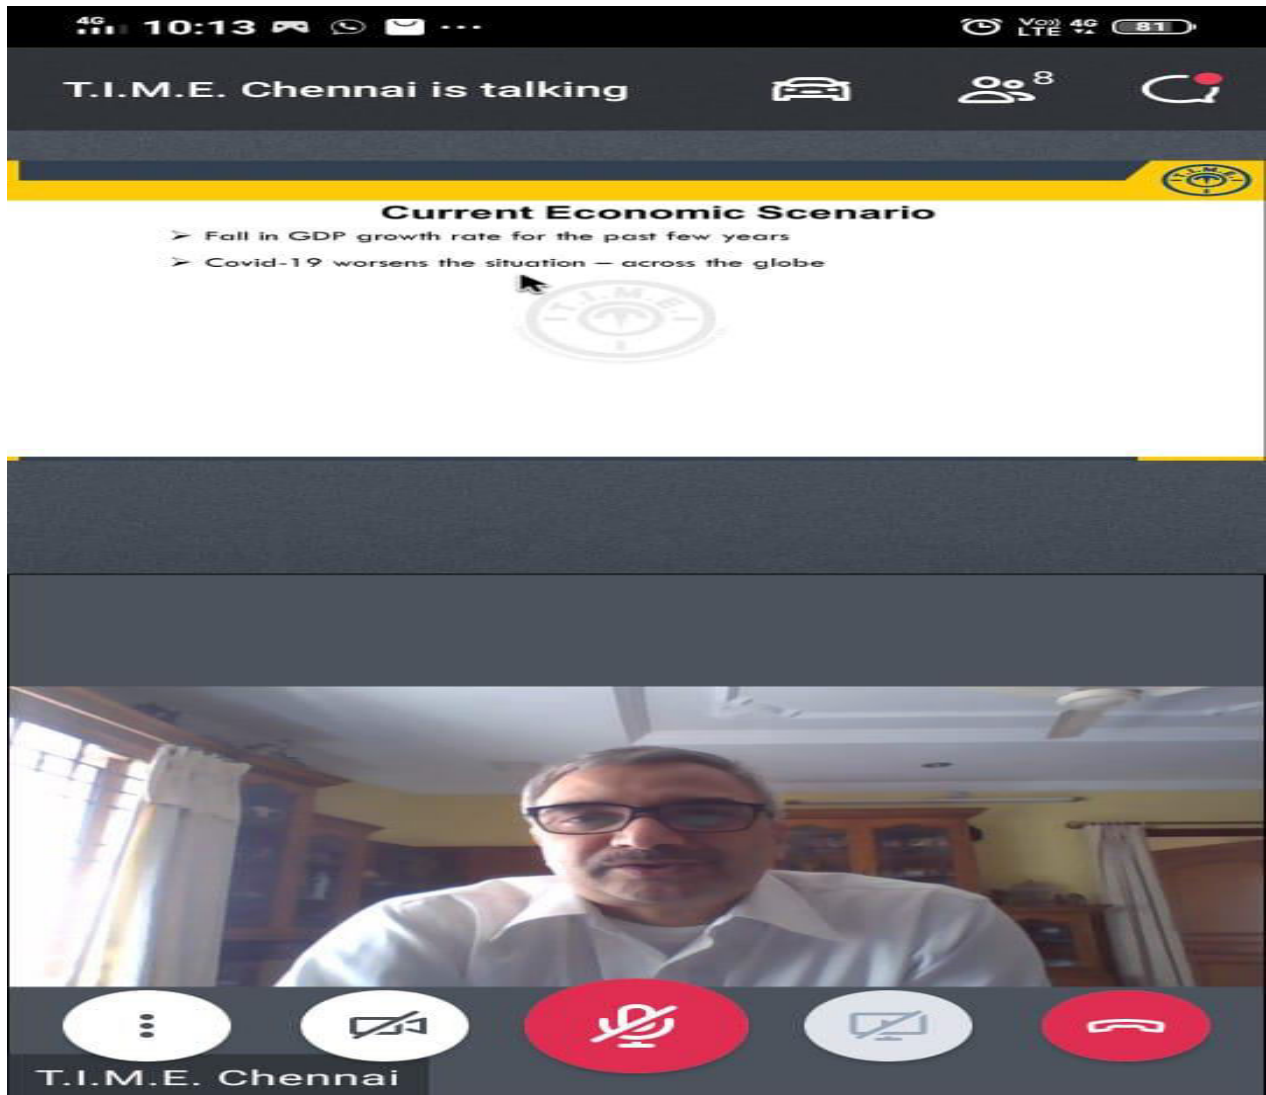 4G 10:13
Vo)) LTE 4G 81
T.I.M.E. Chennai is talking
8
T.I.M.E.
Current Economic Scenario
➢ Fall in GDP growth rate for the past few years
➢ Covid-19 worsens the situation – across the globe
T.I.M.E.
T.I.M.E. Chennai